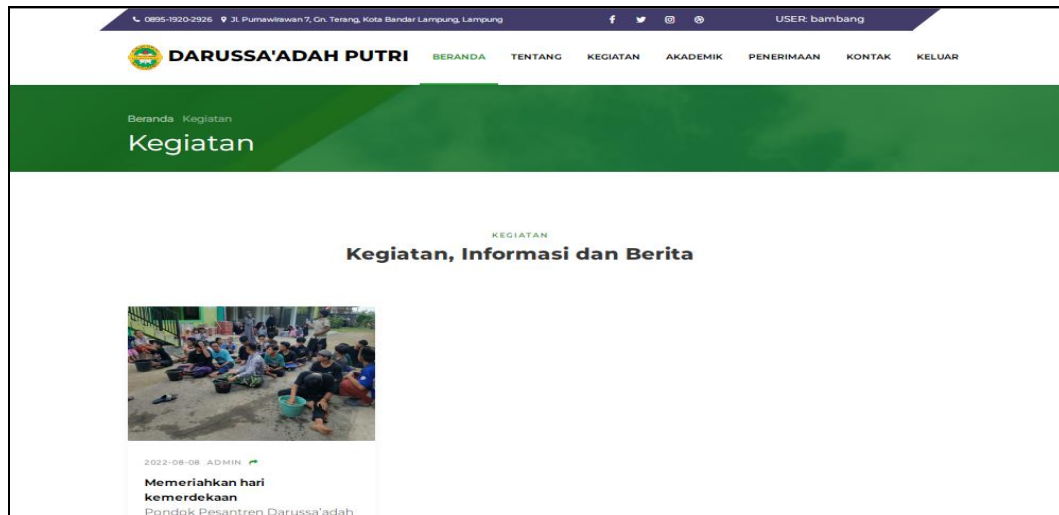 0895-1920-2926 Jl. Purnawirawan 7, Gn. Terang, Kota Bandar Lampung, Lampung USER: bambang
DARUSSA'ADAH PUTRI BERANDA TENTANG KEGIATAN AKADEMIK PENERIMAAN KONTAK KELUAR
Beranda Kegiatan
Kegiatan
KEGIATAN
Kegiatan, Informasi dan Berita
2022-08-08 ADMIN
Memeriahkan hari
kemerdekaan
Pondok Pesantren Darussa'adah